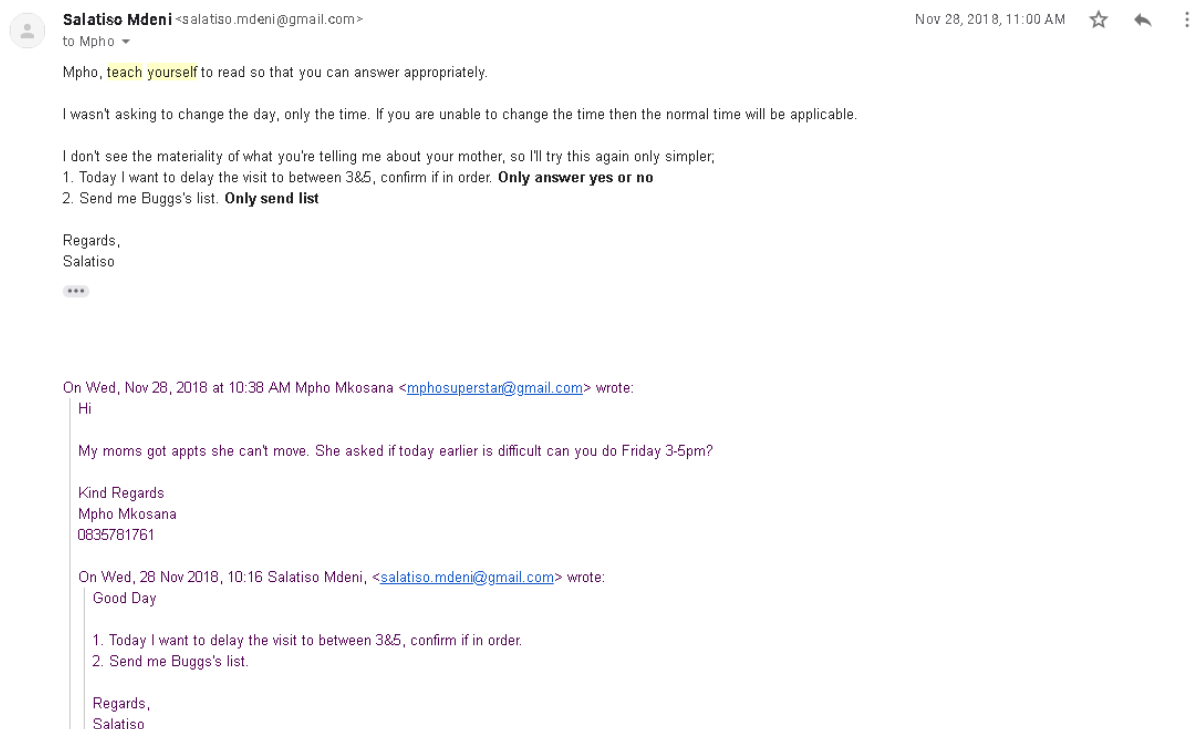 Salatiso Mdeni <salatiso.mdeni@gmail.com>
Nov 28, 2018, 11:00 AM
to Mpho
Mpho, teach yourself to read so that you can answer appropriately.
I wasn't asking to change the day, only the time. If you are unable to change the time then the normal time will be applicable.
I don't see the materiality of what you're telling me about your mother, so I'll try this again only simpler;
1. Today I want to delay the visit to between 3&5, confirm if in order. Only answer yes or no
2. Send me Buggs's list. Only send list
Regards,
Salatiso
On Wed, Nov 28, 2018 at 10:38 AM Mpho Mkosana <mphosuperstar@gmail.com> wrote:
Hi
My moms got appts she can't move. She asked if today earlier is difficult can you do Friday 3-5pm?
Kind Regards
Mpho Mkosana
0835781761
On Wed, 28 Nov 2018, 10:16 Salatiso Mdeni, <salatiso.mdeni@gmail.com> wrote:
Good Day
1. Today I want to delay the visit to between 3&5, confirm if in order.
2. Send me Buggs's list.
Regards,
Salatiso